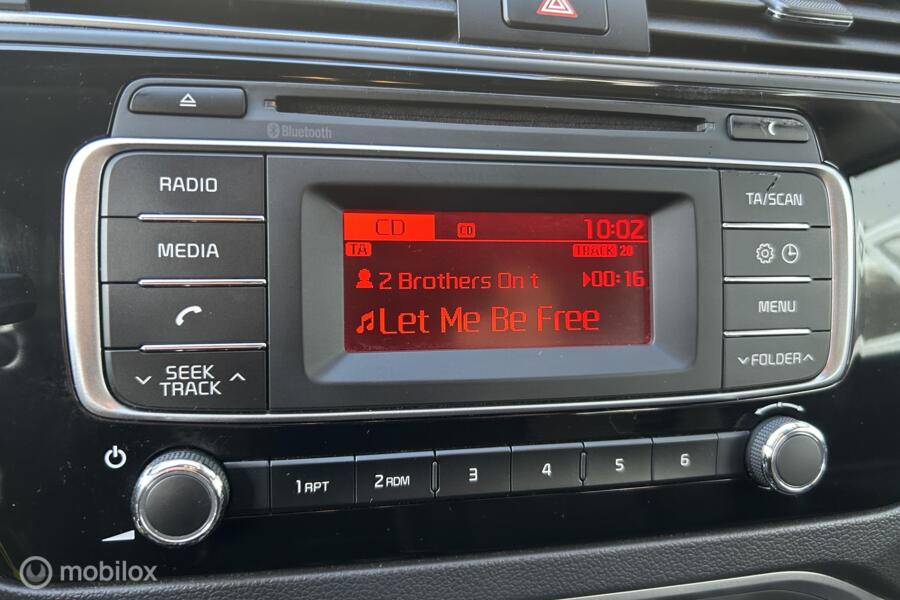 Bluetooth
RADIO
MEDIA
SEEK
TRACK
CD CD 10:02
TA TRACK 20
2 Brothers On t 00:16
Let Me Be Free
TA/SCAN
MENU
FOLDER
1 RPT 2 RDM 3 4 5 6
mobilox